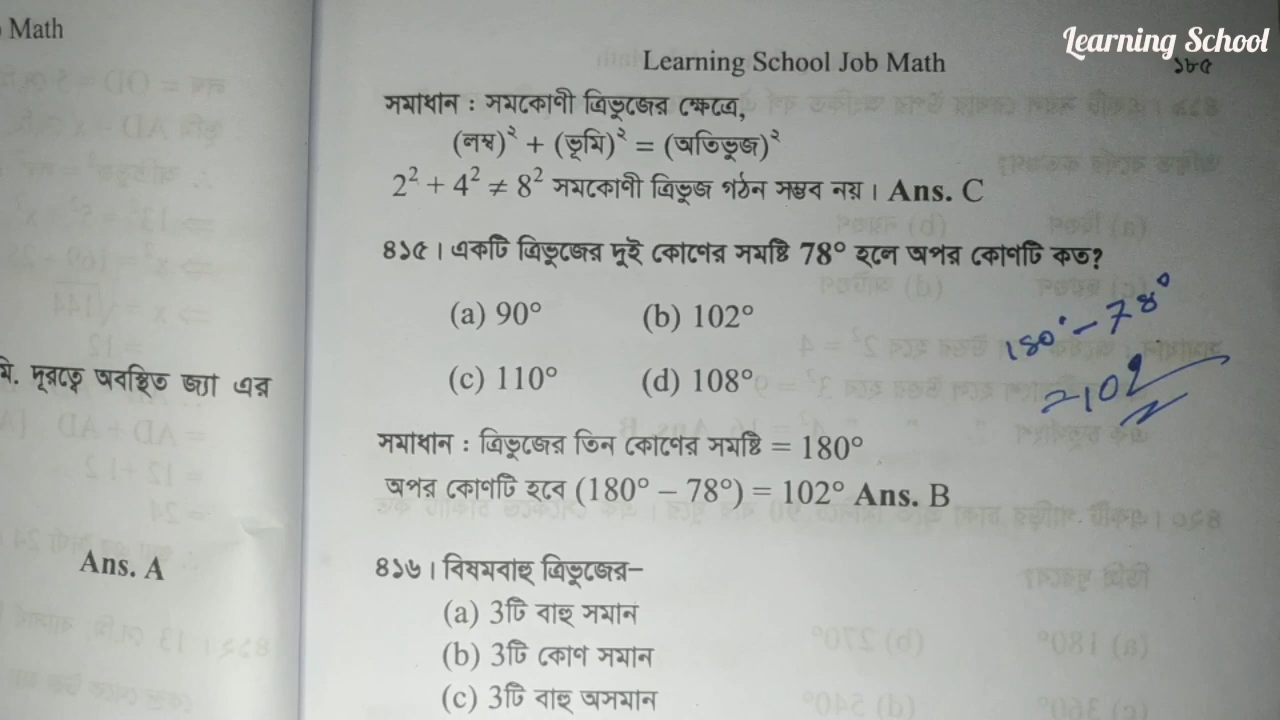 Math
Learning School
Learning School Job Math
১৮৫
সমাধান : সমকোণী ত্রিভুজের ক্ষেত্রে,
(লম্ব)² + (ভূমি)² = (অতিভুজ)²
2² + 4² ≠ 8² সমকোণী ত্রিভুজ গঠন সম্ভব নয়। Ans. C
৪১৫। একটি ত্রিভুজের দুই কোণের সমষ্টি 78° হলে অপর কোণটি কত?
(a) 90° (b) 102°
(c) 110° (d) 108°
180° - 78°
= 102
সমাধান : ত্রিভুজের তিন কোণের সমষ্টি = 180°
অপর কোণটি হবে (180° – 78°) = 102° Ans. B
৪১৬। বিষমবাহু ত্রিভুজের–
(a) 3টি বাহু সমান
(b) 3টি কোণ সমান
(c) 3টি বাহু অসমান
মি. দূরত্বে অবস্থিত জ্যা এর
Ans. A